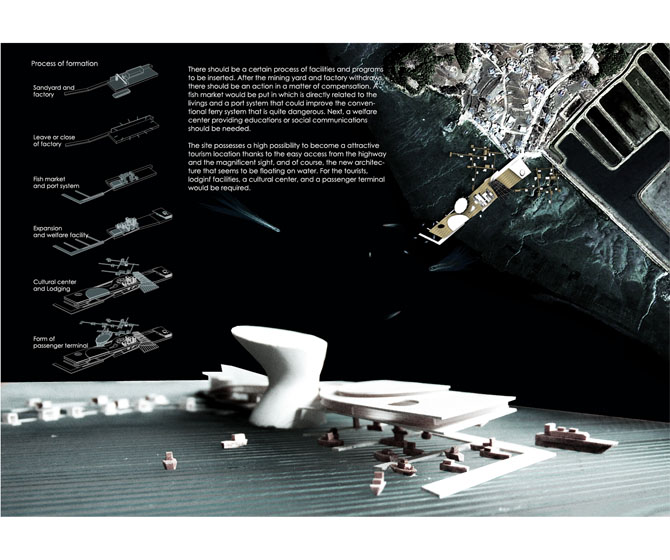 Process of formation
Sandyard and
factory
Leave or close
of factory
Fish market
and port system
Expansion
and welfare facility
Cultural center
and Lodging
Form of
passenger terminal
There should be a certain process of facilities and programs
to be inserted. After the mining yard and factory withdraw,
there should be an action in a matter of compensation. A
fish market would be put in which is directly related to the
livings and a port system that could improve the conven-
tional ferry system that is quite dangerous. Next, a welfare
center providing educations or social communications
should be needed.
The site possesses a high possibility to become a attractive
tourism location thanks to the easy access from the highway
and the magnificent sight, and of course, the new architec-
ture that seems to be floating on water. For the tourists,
lodginf facilities, a cultural center, and a passenger terminal
would be required.